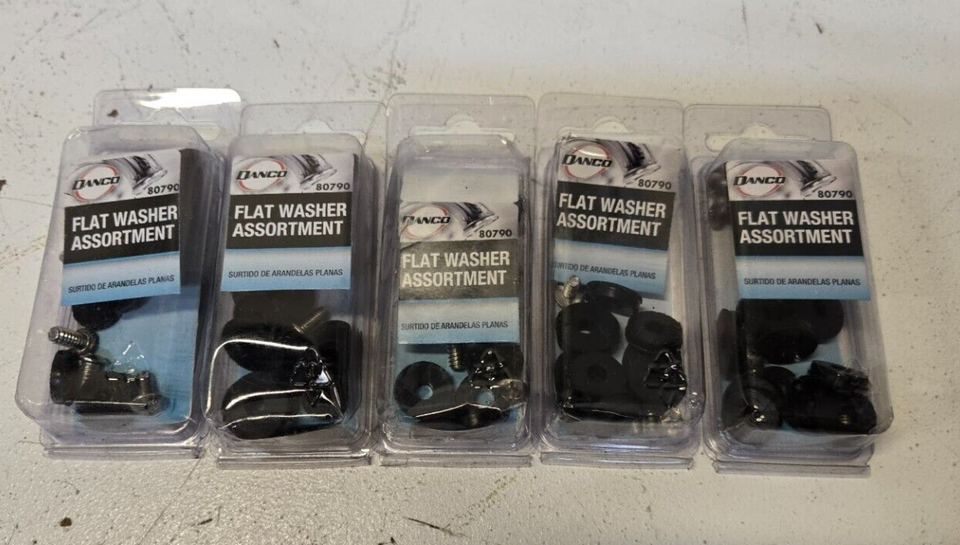 DANCO
80790
FLAT WASHER
ASSORTMENT
SURTIDO DE ARANDELAS PLANAS
DANCO
80790
FLAT WASHER
ASSORTMENT
SURTIDO DE ARANDELAS PLANAS
DANCO
80790
FLAT WASHER
ASSORTMENT
SURTIDO DE ARANDELAS PLANAS
DANCO
80790
FLAT WASHER
ASSORTMENT
SURTIDO DE ARANDELAS PLANAS
DANCO
80790
FLAT WASHER
ASSORTMENT
SURTIDO DE ARANDELAS PLANAS